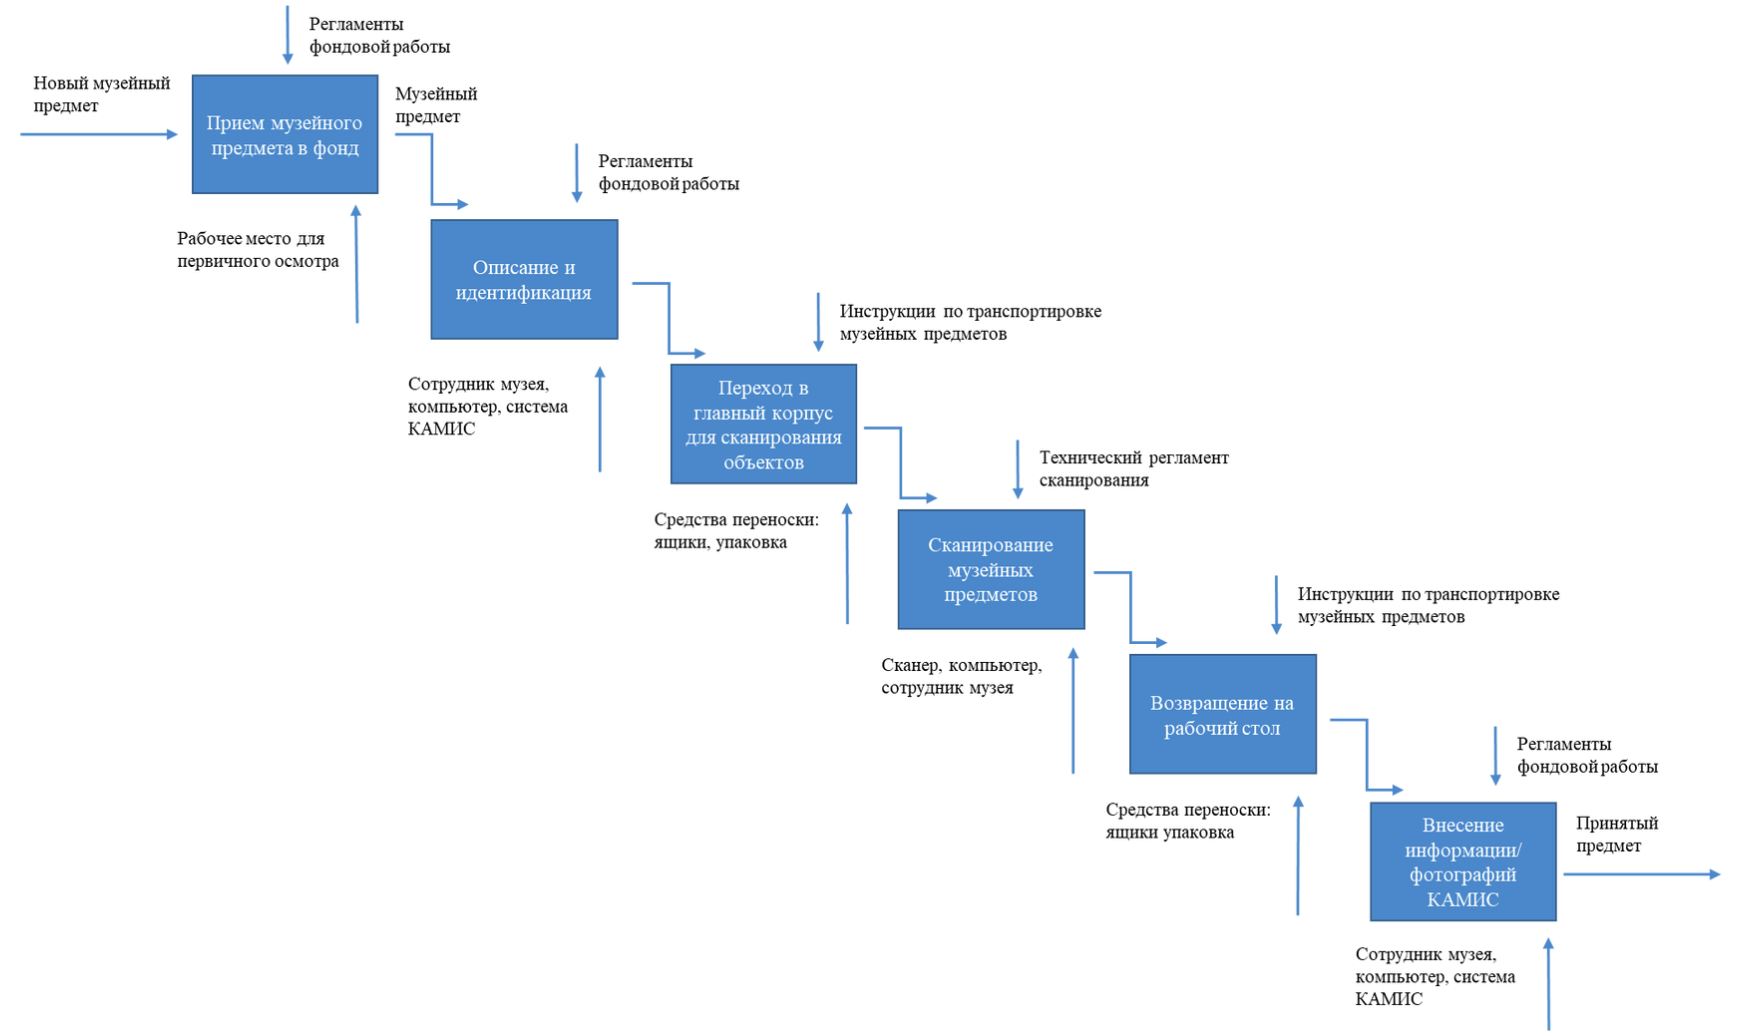 Регламенты
фондовой работы
Новый музейный
предмет
Прием музейного
предмета в фонд
Музейный
предмет
Рабочее место для
первичного осмотра
Регламенты
фондовой работы
Описание и
идентификация
Сотрудник музея,
компьютер, система
КАМИС
Инструкции по транспортировке
музейных предметов
Переход в
главный корпус
для сканирования
объектов
Средства переноски:
ящики, упаковка
Технический регламент
сканирования
Сканирование
музейных
предметов
Сканер, компьютер,
сотрудник музея
Инструкции по транспортировке
музейных предметов
Возвращение на
рабочий стол
Средства переноски:
ящики упаковка
Регламенты
фондовой работы
Внесение
информации/
фотографий
КАМИС
Принятый
предмет
Сотрудник музея,
компьютер, система
КАМИС